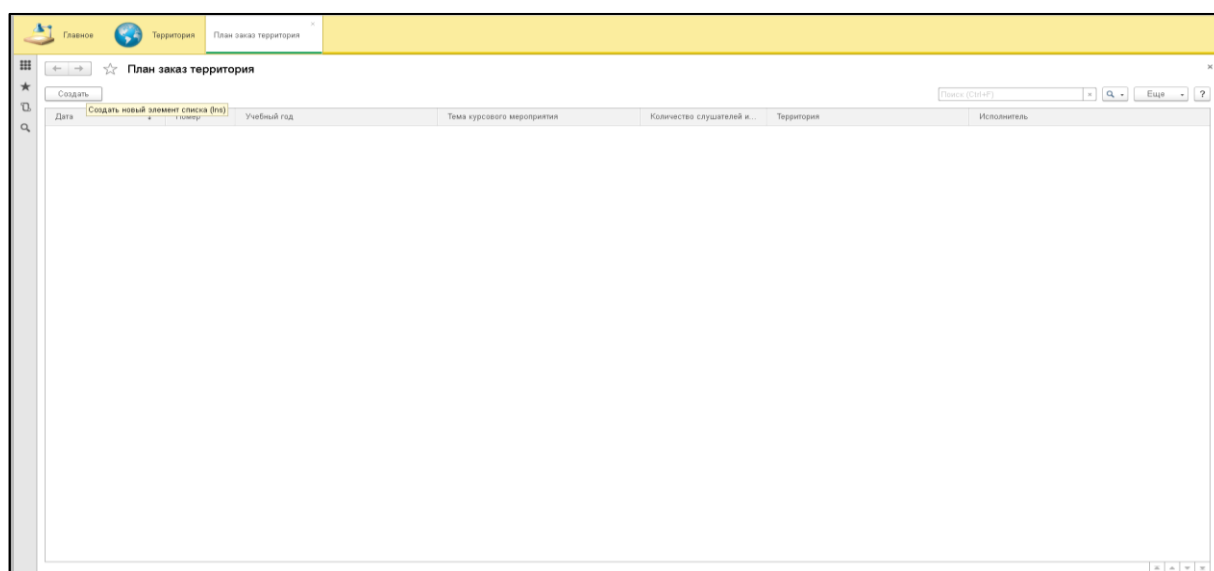 Главное Территория План заказ территория ×
← → ☆ План заказ территория ×
Создать Поиск (Ctrl+F) × Еще ?
Создать новый элемент списка (Ins)
Дата Номер Учебный год Тема курсового мероприятия Количество слушателей и... Территория Исполнитель